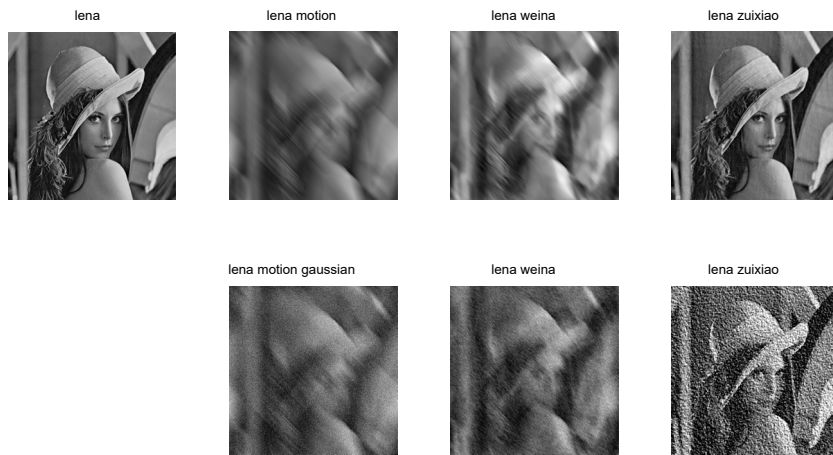 lena
lena motion
lena weina
lena zuixiao
lena motion gaussian
lena weina
lena zuixiao